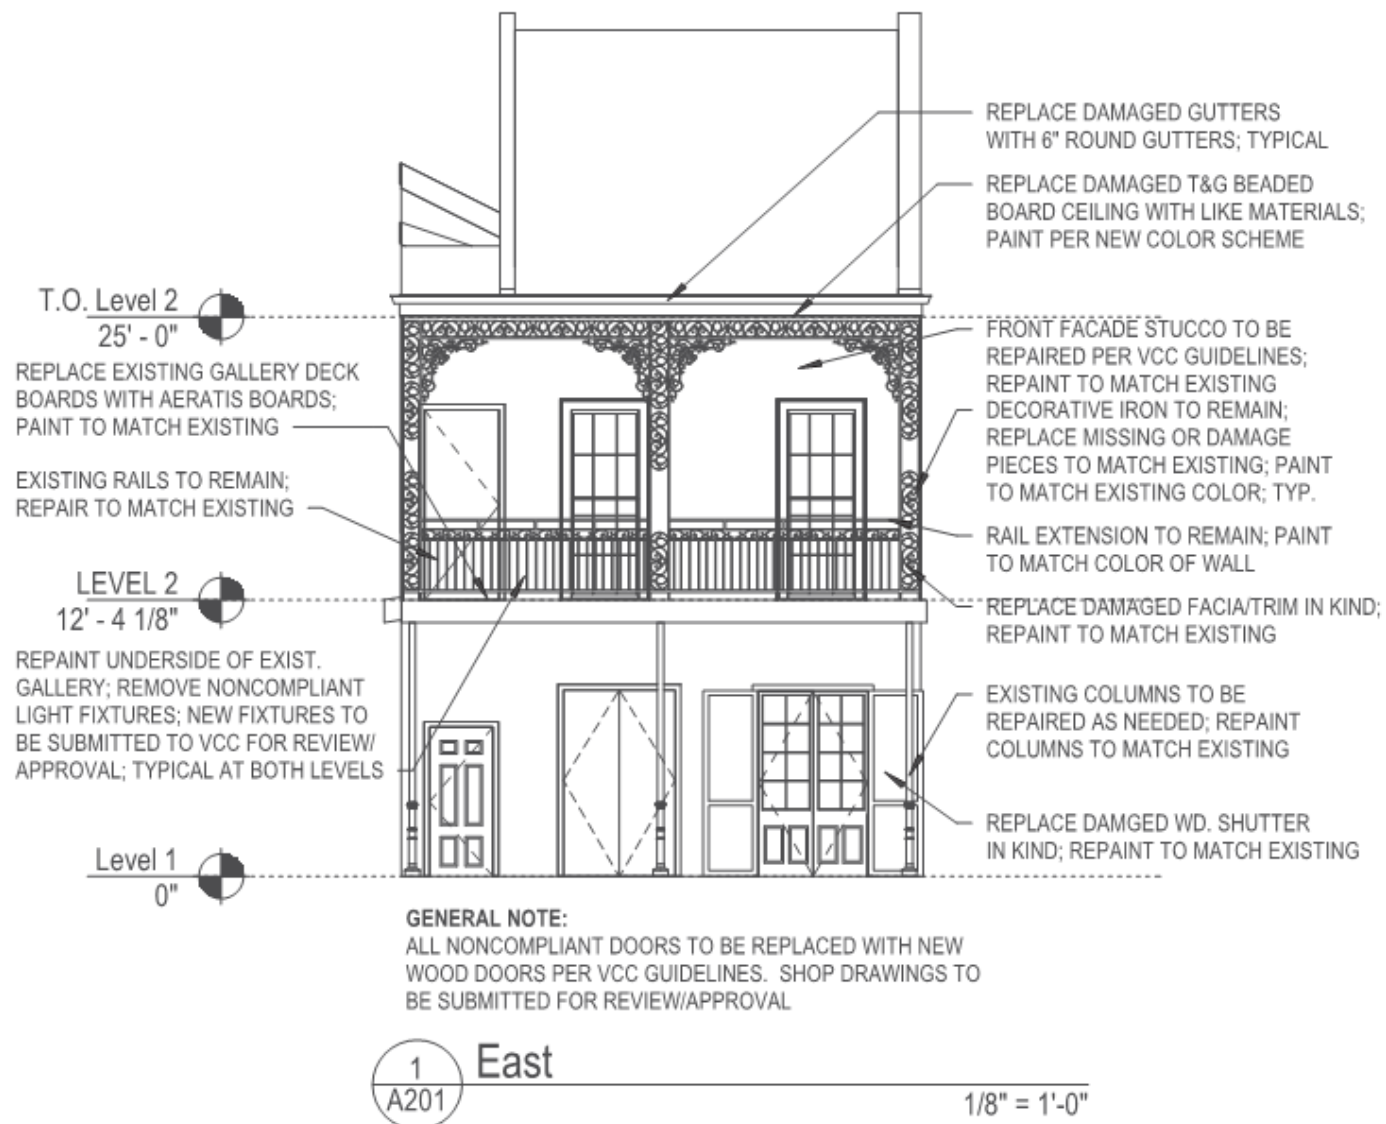 REPLACE DAMAGED GUTTERS
WITH 6" ROUND GUTTERS; TYPICAL
REPLACE DAMAGED T&G BEADED
BOARD CEILING WITH LIKE MATERIALS;
PAINT PER NEW COLOR SCHEME
T.O. Level 2
25' - 0"
REPLACE EXISTING GALLERY DECK
BOARDS WITH AERATIS BOARDS;
PAINT TO MATCH EXISTING
EXISTING RAILS TO REMAIN;
REPAIR TO MATCH EXISTING
LEVEL 2
12' - 4 1/8"
REPAINT UNDERSIDE OF EXIST.
GALLERY; REMOVE NONCOMPLIANT
LIGHT FIXTURES; NEW FIXTURES TO
BE SUBMITTED TO VCC FOR REVIEW/
APPROVAL; TYPICAL AT BOTH LEVELS
Level 1
0"
FRONT FACADE STUCCO TO BE
REPAIRED PER VCC GUIDELINES;
REPAINT TO MATCH EXISTING
DECORATIVE IRON TO REMAIN;
REPLACE MISSING OR DAMAGE
PIECES TO MATCH EXISTING; PAINT
TO MATCH EXISTING COLOR; TYP.
RAIL EXTENSION TO REMAIN; PAINT
TO MATCH COLOR OF WALL
REPLACE DAMAGED FACIA/TRIM IN KIND;
REPAINT TO MATCH EXISTING
EXISTING COLUMNS TO BE
REPAIRED AS NEEDED; REPAINT
COLUMNS TO MATCH EXISTING
REPLACE DAMGED WD. SHUTTER
IN KIND; REPAINT TO MATCH EXISTING
GENERAL NOTE:
ALL NONCOMPLIANT DOORS TO BE REPLACED WITH NEW
WOOD DOORS PER VCC GUIDELINES. SHOP DRAWINGS TO
BE SUBMITTED FOR REVIEW/APPROVAL
1
A201
East
1/8" = 1'-0"